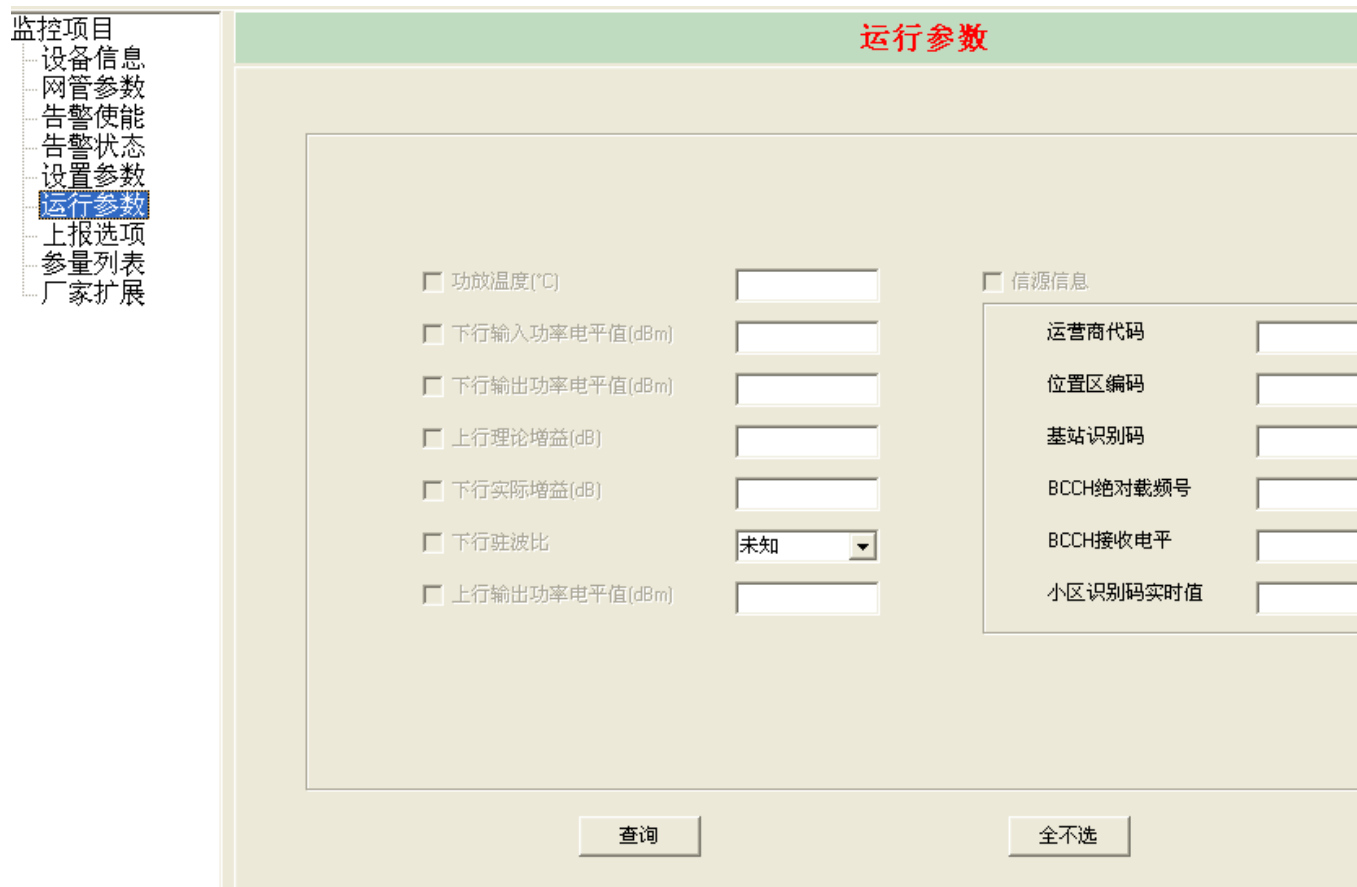 监控项目
设备信息
网管参数
告警使能
告警状态
设置参数
运行参数
上报选项
参量列表
厂家扩展
运行参数
功放温度(°C)
下行输入功率电平值(dBm)
下行输出功率电平值(dBm)
上行理论增益(dB)
下行实际增益(dB)
下行驻波比
未知
上行输出功率电平值(dBm)
信源信息
运营商代码
位置区编码
基站识别码
BCCH绝对载频号
BCCH接收电平
小区识别码实时值
查询
全不选